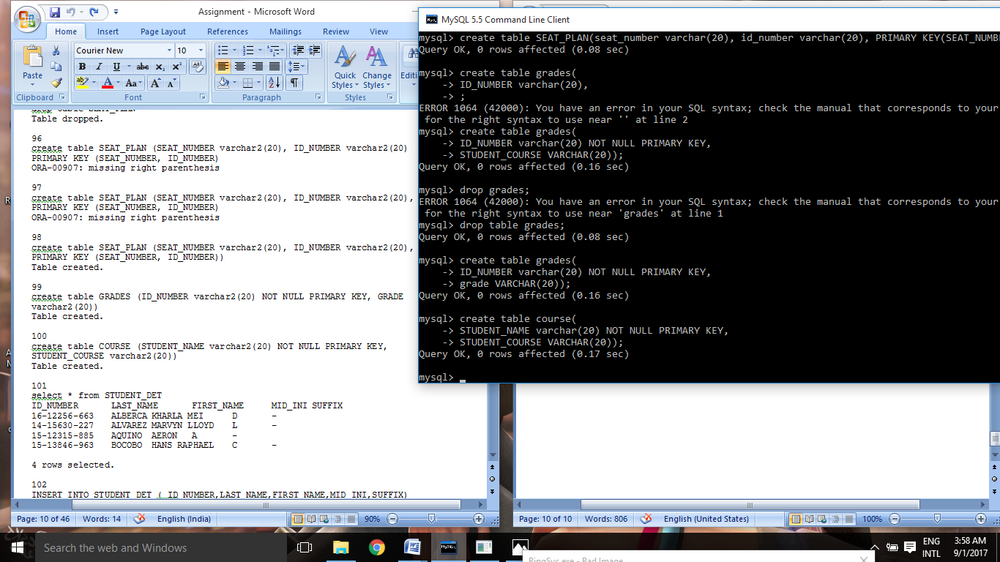 Assignment - Microsoft Word
Home Insert Page Layout References Mailings Review View
Paste
Courier New 10
B I U abc x₂ x²
ab A Aa A A
Quick Styles
Change Styles
Editi
Clipboard Font Paragraph Styles
Table dropped.
96
create table SEAT_PLAN (SEAT_NUMBER varchar2(20), ID_NUMBER varchar2(20)
PRIMARY KEY (SEAT_NUMBER, ID_NUMBER)
ORA-00907: missing right parenthesis
97
create table SEAT_PLAN (SEAT_NUMBER varchar2(20), ID_NUMBER varchar2(20),
PRIMARY KEY (SEAT_NUMBER, ID_NUMBER)
ORA-00907: missing right parenthesis
98
create table SEAT_PLAN (SEAT_NUMBER varchar2(20), ID_NUMBER varchar2(20),
PRIMARY KEY (SEAT_NUMBER, ID_NUMBER))
Table created.
99
create table GRADES (ID_NUMBER varchar2(20) NOT NULL PRIMARY KEY, GRADE
varchar2(20))
Table created.
100
create table COURSE (STUDENT_NAME varchar2(20) NOT NULL PRIMARY KEY,
STUDENT_COURSE varchar2(20))
Table created.
101
select * from STUDENT_DET
ID_NUMBER LAST_NAME FIRST_NAME MID_INI SUFFIX
16-12256-663 ALBERCA KHARLA MEI D -
14-15630-227 ALVAREZ MARVYN LLOYD L -
15-12315-885 AQUINO AERON A -
15-13846-963 BOCOBO HANS RAPHAEL C -
4 rows selected.
102
INSERT INTO STUDENT_DET ( ID_NUMBER,LAST_NAME,FIRST_NAME,MID_INI,SUFFIX)
Page: 10 of 46 Words: 14 English (India) 90%
MySQL 5.5 Command Line Client
mysql> create table SEAT_PLAN(seat_number varchar(20), id_number varchar(20), PRIMARY KEY(SEAT_NUMB
Query OK, 0 rows affected (0.08 sec)
mysql> create table grades(
-> ID_NUMBER varchar(20),
-> ;
ERROR 1064 (42000): You have an error in your SQL syntax; check the manual that corresponds to your
for the right syntax to use near '' at line 2
mysql> create table grades(
-> ID_NUMBER varchar(20) NOT NULL PRIMARY KEY,
-> STUDENT_COURSE VARCHAR(20));
Query OK, 0 rows affected (0.16 sec)
mysql> drop grades;
ERROR 1064 (42000): You have an error in your SQL syntax; check the manual that corresponds to your
for the right syntax to use near 'grades' at line 1
mysql> drop table grades;
Query OK, 0 rows affected (0.08 sec)
mysql> create table grades(
-> ID_NUMBER varchar(20) NOT NULL PRIMARY KEY,
-> grade VARCHAR(20));
Query OK, 0 rows affected (0.16 sec)
mysql> create table course(
-> STUDENT_NAME varchar(20) NOT NULL PRIMARY KEY,
-> STUDENT_COURSE VARCHAR(20));
Query OK, 0 rows affected (0.17 sec)
mysql>
Page: 10 of 10 Words: 806 English (United States) 100%
Search the web and Windows
ENG
INTL
3:58 AM
9/1/2017
BingSvc.exe - Bad Image